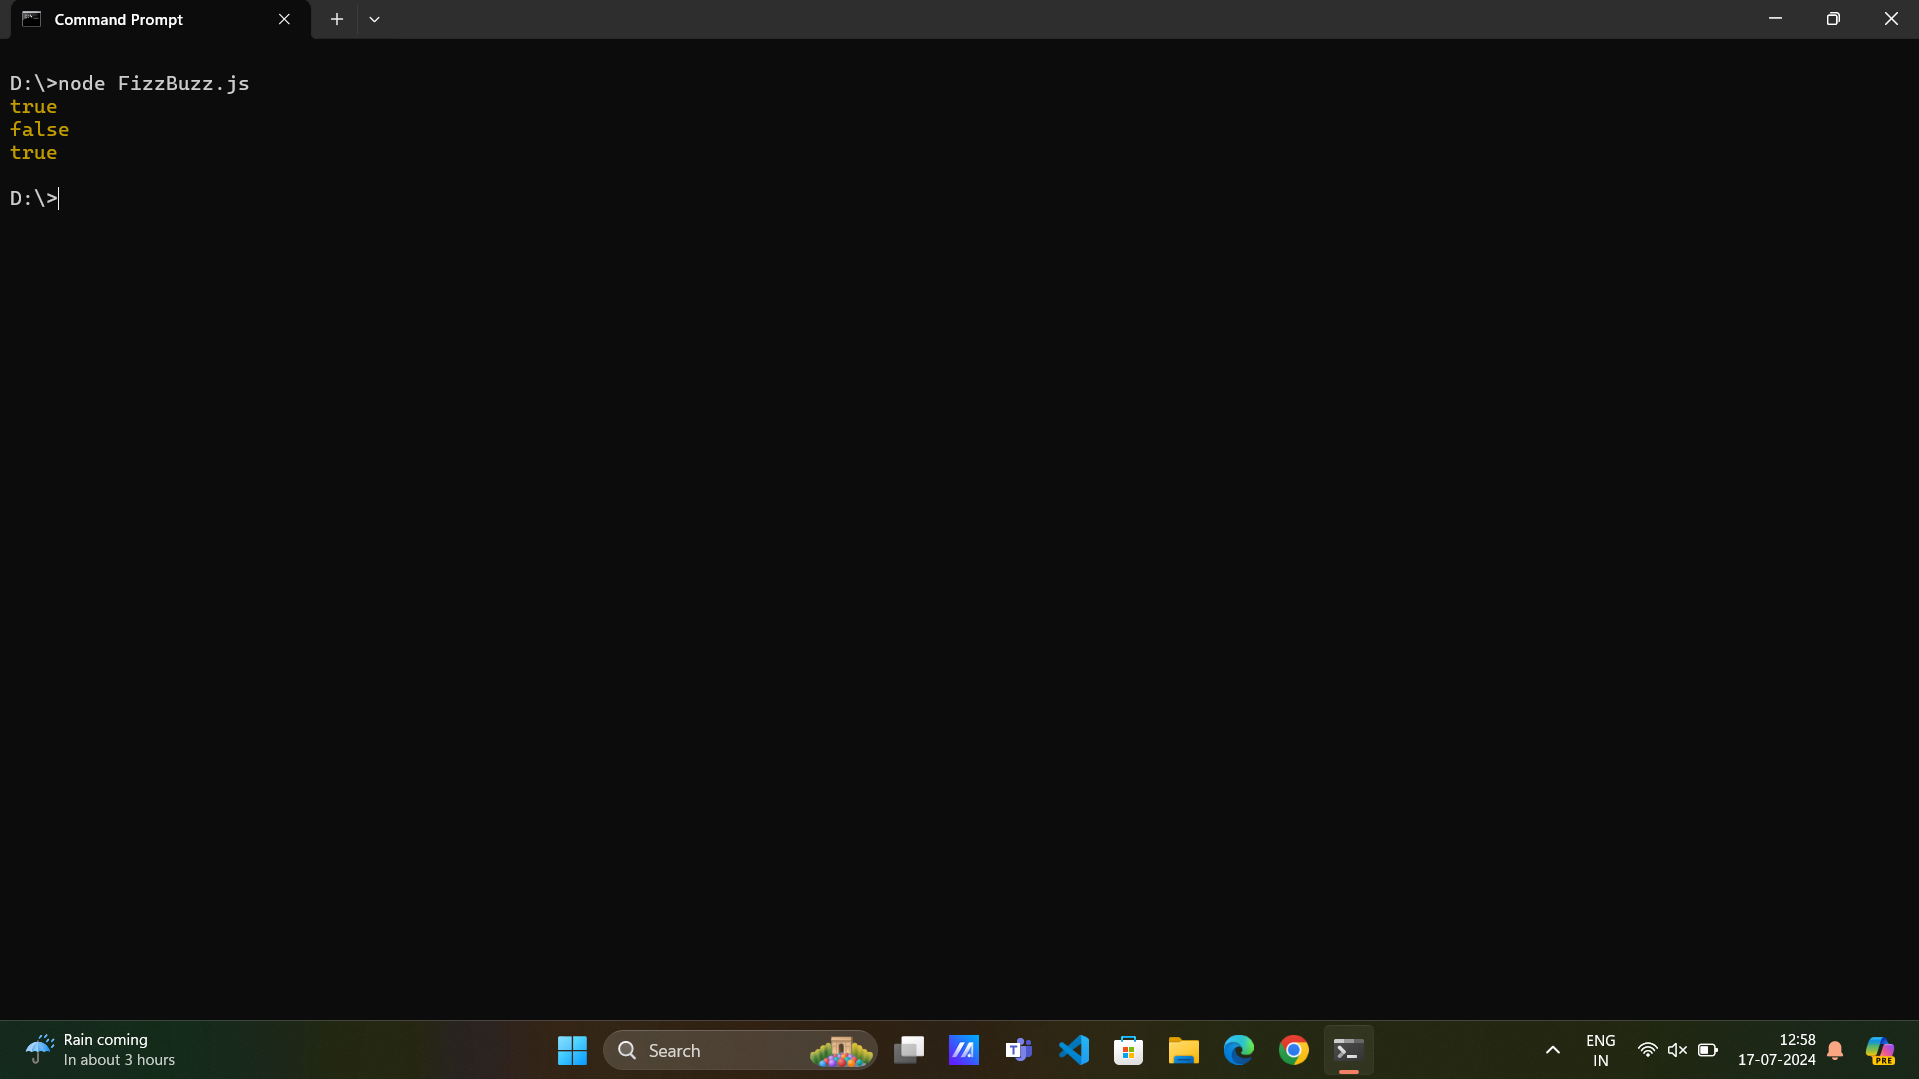 Command Prompt
D:\>node FizzBuzz.js
true
false
true
D:\>
Rain coming
In about 3 hours
Search
ENG
IN
12:58
17-07-2024
PRE